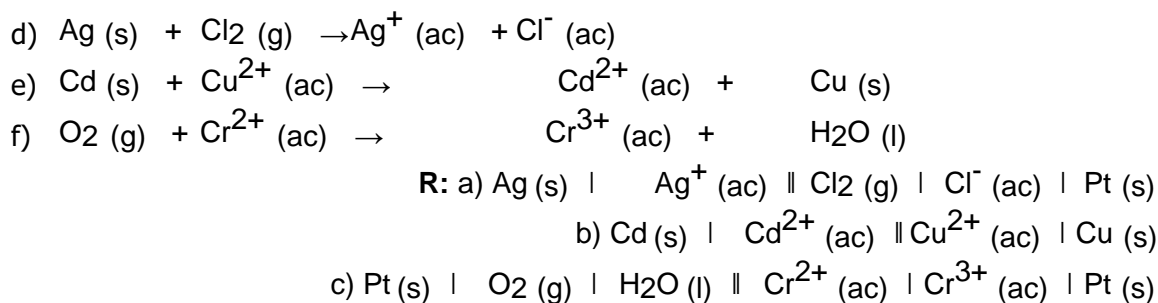 d) Ag (s) + Cl2 (g) →Ag+ (ac) + Cl- (ac)
e) Cd (s) + Cu2+ (ac) → Cd2+ (ac) + Cu (s)
f) O2 (g) + Cr2+ (ac) → Cr3+ (ac) + H2O (l)
R: a) Ag (s) | Ag+ (ac) ‖ Cl2 (g) | Cl- (ac) | Pt (s)
b) Cd (s) | Cd2+ (ac) ‖ Cu2+ (ac) | Cu (s)
c) Pt (s) | O2 (g) | H2O (l) ‖ Cr2+ (ac) | Cr3+ (ac) | Pt (s)